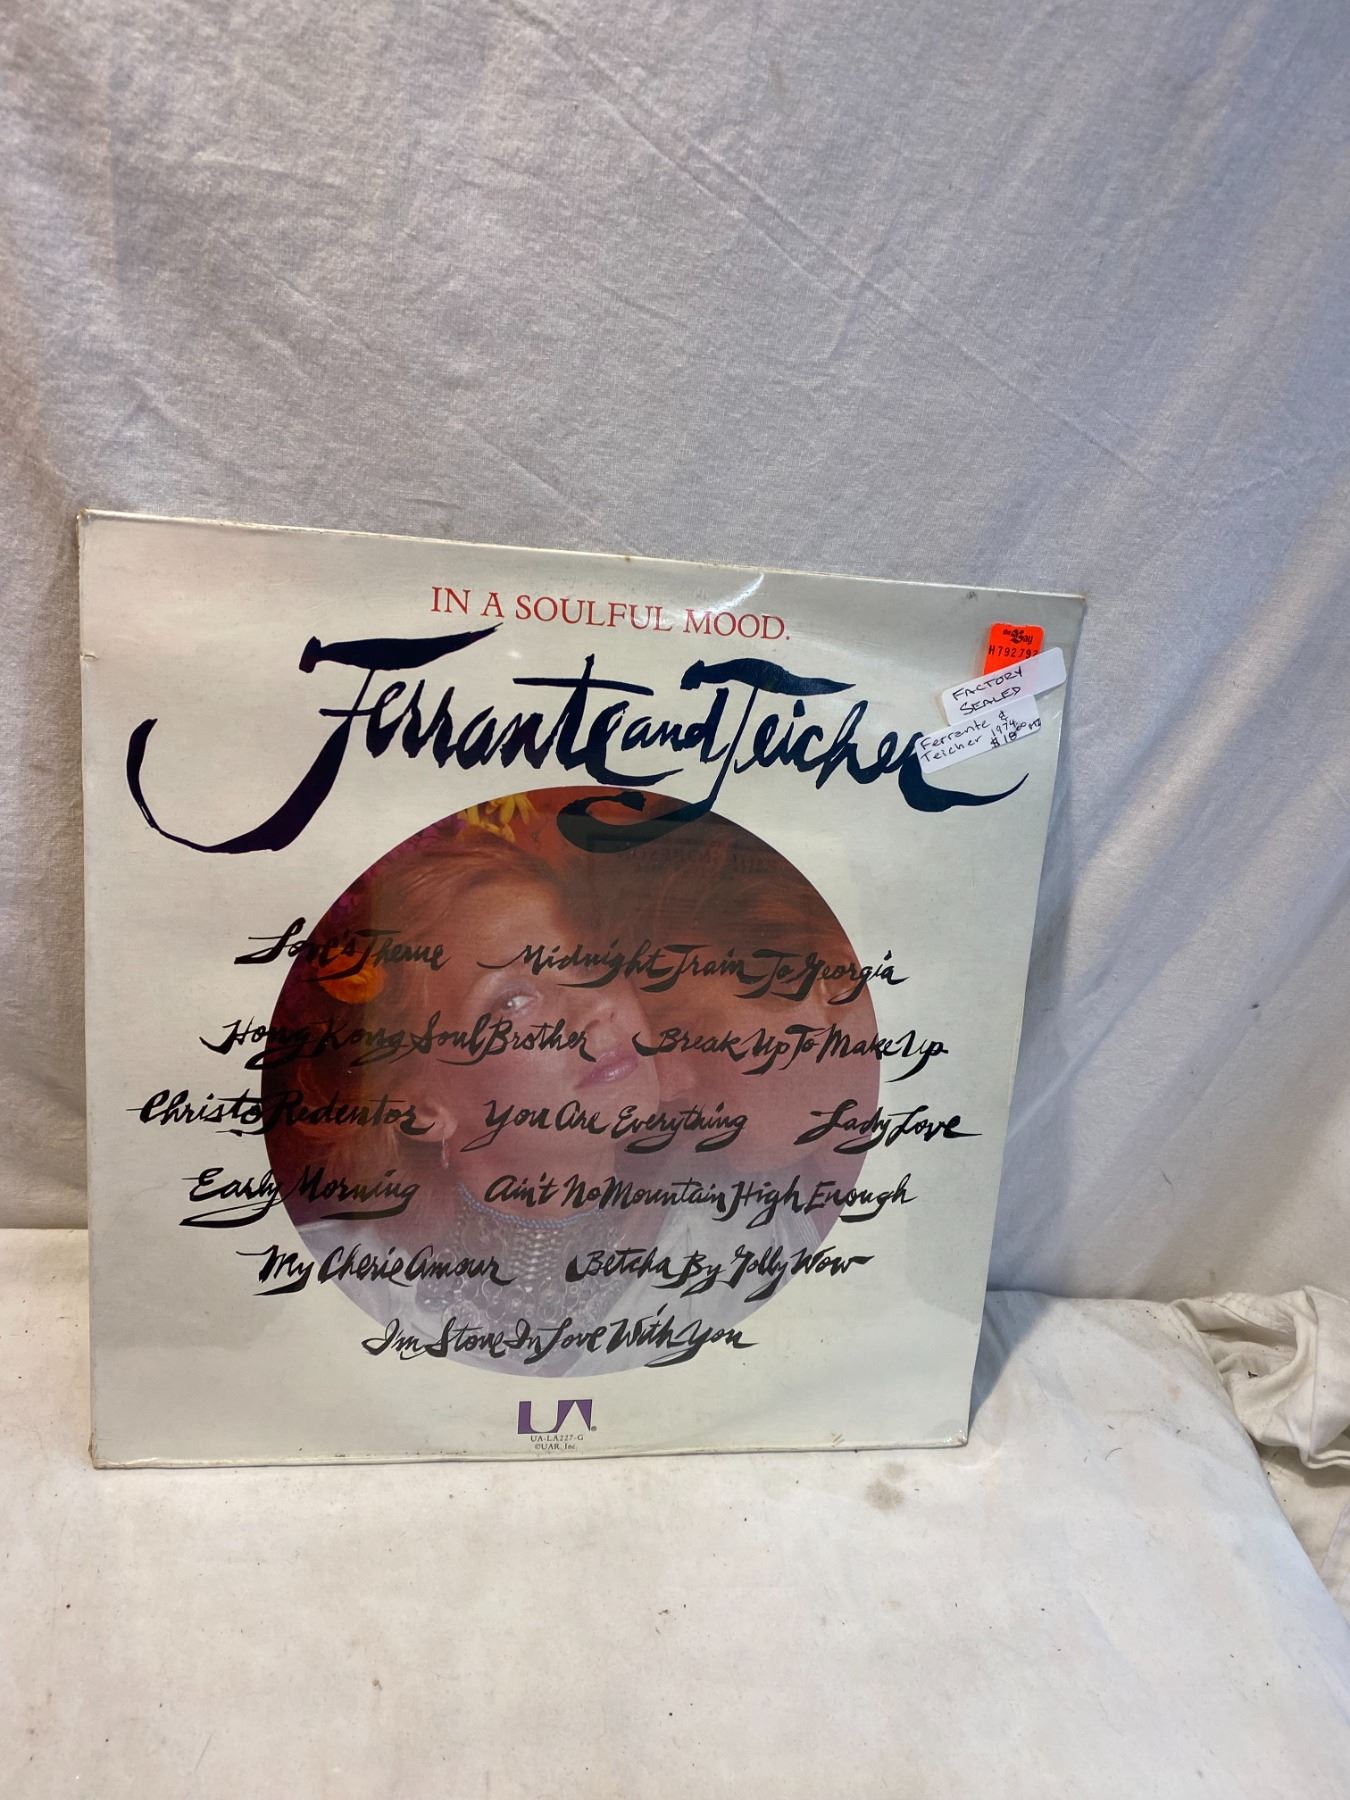 IN A SOULFUL MOOD.
Ferrante and Teicher
H792792
FACTORY
SEALED
Ferrante &
Teicher 1974
Love's Theme Midnight Train To Georgia
Hong Kong Soul Brother Break Up To Make Up
Christo Redentor You Are Everything Lady Love
Early Morning Ain't No Mountain High Enough
My Cherie Amour Betcha By Golly Wow
I'm Stone In Love With You
UA®
UA-LA227-G
©UAR, Inc.